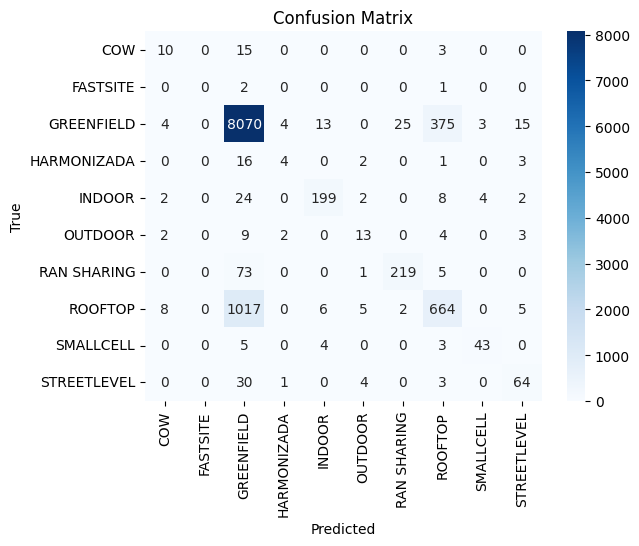 Confusion Matrix
COW 10 0 15 0 0 0 0 3 0 0
FASTSITE 0 0 2 0 0 0 0 1 0 0
GREENFIELD 4 0 8070 4 13 0 25 375 3 15
HARMONIZADA 0 0 16 4 0 2 0 1 0 3
INDOOR 2 0 24 0 199 2 0 8 4 2
OUTDOOR 2 0 9 2 0 13 0 4 0 3
RAN SHARING 0 0 73 0 0 1 219 5 0 0
ROOFTOP 8 0 1017 0 6 5 2 664 0 5
SMALLCELL 0 0 5 0 4 0 0 3 43 0
STREETLEVEL 0 0 30 1 0 4 0 3 0 64
True
COW
FASTSITE
GREENFIELD
HARMONIZADA
INDOOR
OUTDOOR
RAN SHARING
ROOFTOP
SMALLCELL
STREETLEVEL
Predicted
8000
7000
6000
5000
4000
3000
2000
1000
0